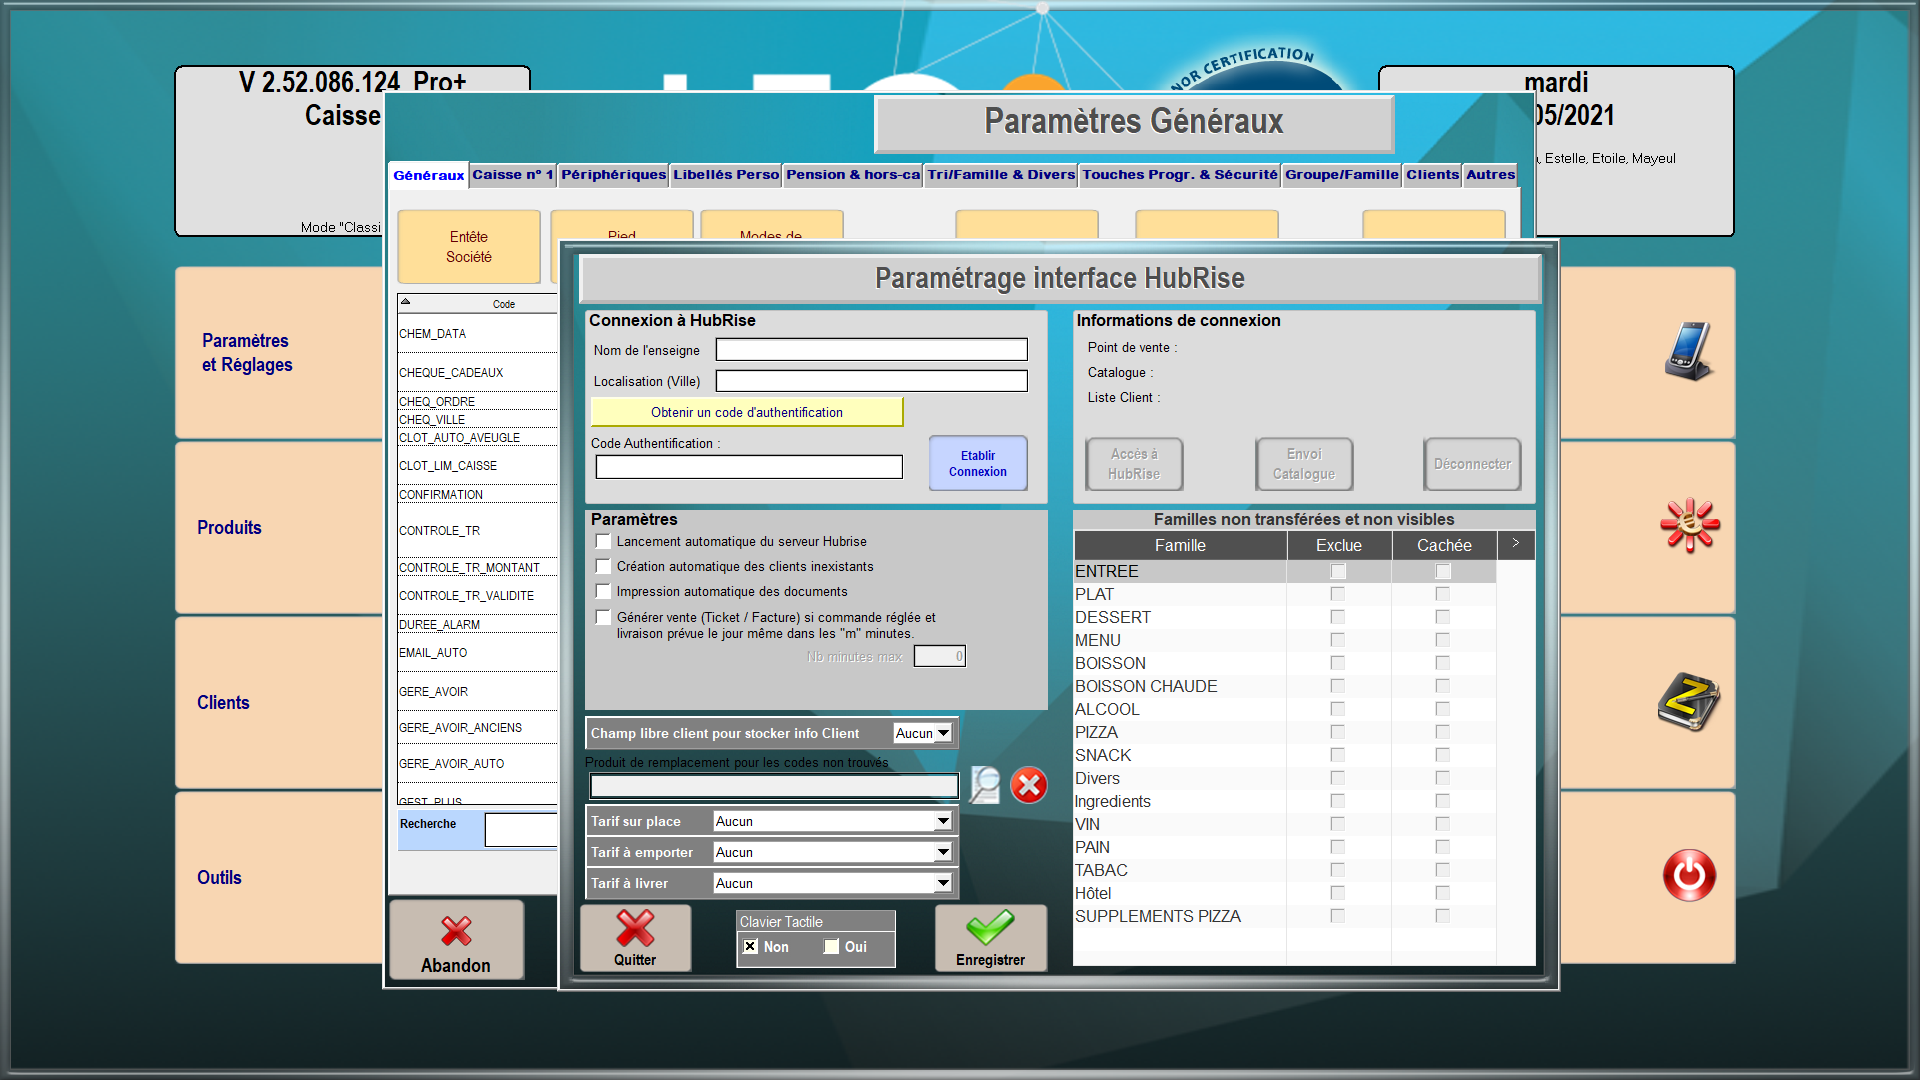 V 2.52.086.124 Pro+
Caisse
Mode "Classi
NOR CERTIFICATION
mardi
05/2021
, Estelle, Etoile, Mayeul
Paramètres Généraux
Généraux
Caisse n° 1
Périphériques
Libellés Perso
Pension & hors-ca
Tri/Famille & Divers
Touches Progr. & Sécurité
Groupe/Famille
Clients
Autres
Entête
Société
Pied
Modes de
Code
CHEM_DATA
CHEQUE_CADEAUX
CHEQ_ORDRE
CHEQ_VILLE
CLOT_AUTO_AVEUGLE
CLOT_LIM_CAISSE
CONFIRMATION
CONTROLE_TR
CONTROLE_TR_MONTANT
CONTROLE_TR_VALIDITE
DUREE_ALARM
EMAIL_AUTO
GERE_AVOIR
GERE_AVOIR_ANCIENS
GERE_AVOIR_AUTO
GEST_PLUS
Recherche
Abandon
Paramètres
et Réglages
Produits
Clients
Outils
Paramétrage interface HubRise
Connexion à HubRise
Nom de l'enseigne
Localisation (Ville)
Obtenir un code d'authentification
Code Authentification :
Etablir
Connexion
Paramètres
Lancement automatique du serveur Hubrise
Création automatique des clients inexistants
Impression automatique des documents
Générer vente (Ticket / Facture) si commande réglée et
livraison prévue le jour même dans les "m" minutes.
Nb minutes max 0
Champ libre client pour stocker info Client Aucun
Produit de remplacement pour les codes non trouvés
Tarif sur place Aucun
Tarif à emporter Aucun
Tarif à livrer Aucun
Quitter
Clavier Tactile
Non Oui
Enregistrer
Informations de connexion
Point de vente :
Catalogue :
Liste Client :
Accès à
HubRise
Envoi
Catalogue
Déconnecter
Familles non transférées et non visibles
Famille Exclue Cachée >
ENTREE
PLAT
DESSERT
MENU
BOISSON
BOISSON CHAUDE
ALCOOL
PIZZA
SNACK
Divers
Ingredients
VIN
PAIN
TABAC
Hôtel
SUPPLEMENTS PIZZA
Z